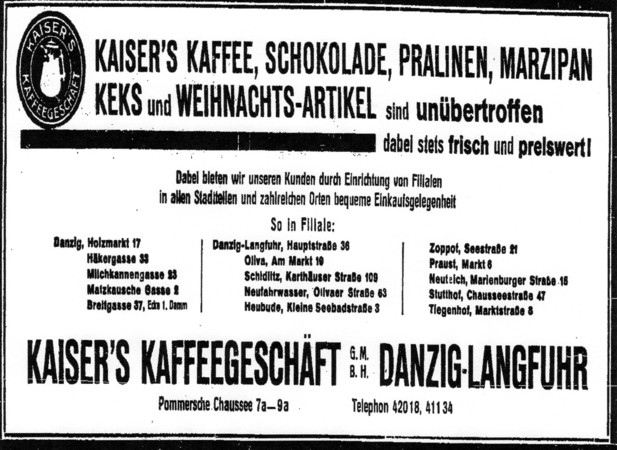 KAISER'S
KAFFEEGESCHÄFT
KAISER'S KAFFEE, SCHOKOLADE, PRALINEN, MARZIPAN
KEKS und WEIHNACHTS-ARTIKEL sind unübertroffen
dabei stets frisch und preiswert!
Dabei bieten wir unseren Kunden durch Einrichtung von Filialen
in allen Stadtteilen und zahlreichen Orten bequeme Einkaufsgelegenheit
So in Filiale:
Danzig, Holzmarkt 17
Häkergasse 33
Milchkannengasse 23
Matzkausche Gasse 2
Breitgasse 37, Ecke 1. Damm
Danzig-Langfuhr, Hauptstraße 36
Oliva, Am Markt 19
Schidlitz, Karthäuser Straße 109
Neufahrwasser, Olivaer Straße 63
Heubude, Kleine Seebadstraße 3
Zoppot, Seestraße 21
Praust, Markt 6
Neuteich, Marienburger Straße 15
Stutthof, Chausseestraße 47
Tiegenhof, Marktstraße 8
KAISER'S KAFFEEGESCHÄFT G. M. B. H. DANZIG-LANGFUHR
Pommersche Chaussee 7a—9a Telephon 42018, 41134